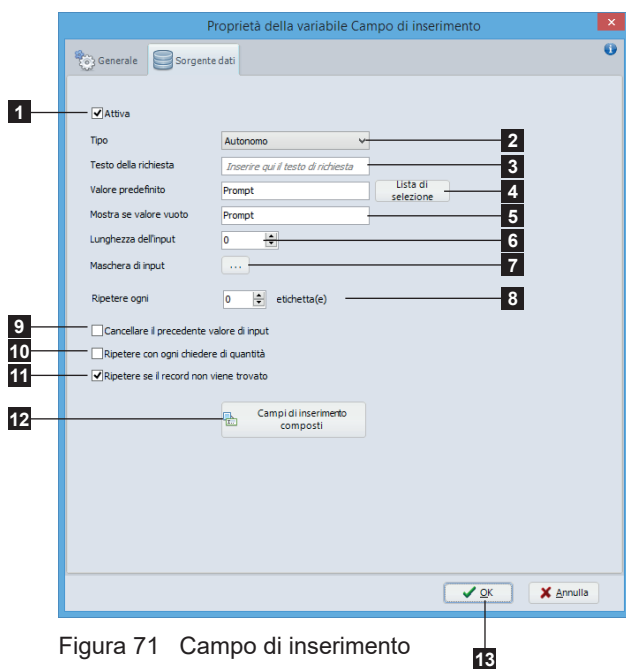 Proprietà della variabile Campo di inserimento
Generale
Sorgente dati
1
Attiva
Tipo
Autonomo
2
Testo della richiesta
Inserire qui il testo di richiesta
3
Valore predefinito
Prompt
Lista di
selezione
4
Mostra se valore vuoto
Prompt
5
Lunghezza dell'input
0
6
Maschera di input
...
7
Ripetere ogni
0
etichetta(e)
8
9
Cancellare il precedente valore di input
10
Ripetere con ogni chiedere di quantità
11
Ripetere se il record non viene trovato
12
Campi di inserimento
composti
OK
Annulla
Figura 71 Campo di inserimento
13